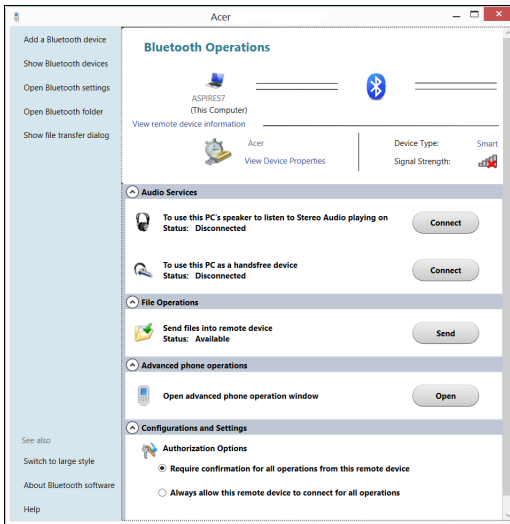 Acer
Add a Bluetooth device
Show Bluetooth devices
Open Bluetooth settings
Open Bluetooth folder
Show file transfer dialog
Bluetooth Operations
ASPIRES7
(This Computer)
View remote device information
Acer
View Device Properties
Device Type: Smart
Signal Strength:
Audio Services
To use this PC's speaker to listen to Stereo Audio playing on
Status: Disconnected
Connect
To use this PC as a handsfree device
Status: Disconnected
Connect
File Operations
Send files into remote device
Status: Available
Send
Advanced phone operations
Open advanced phone operation window
Open
Configurations and Settings
Authorization Options
Require confirmation for all operations from this remote device
Always allow this remote device to connect for all operations
See also
Switch to large style
About Bluetooth software
Help